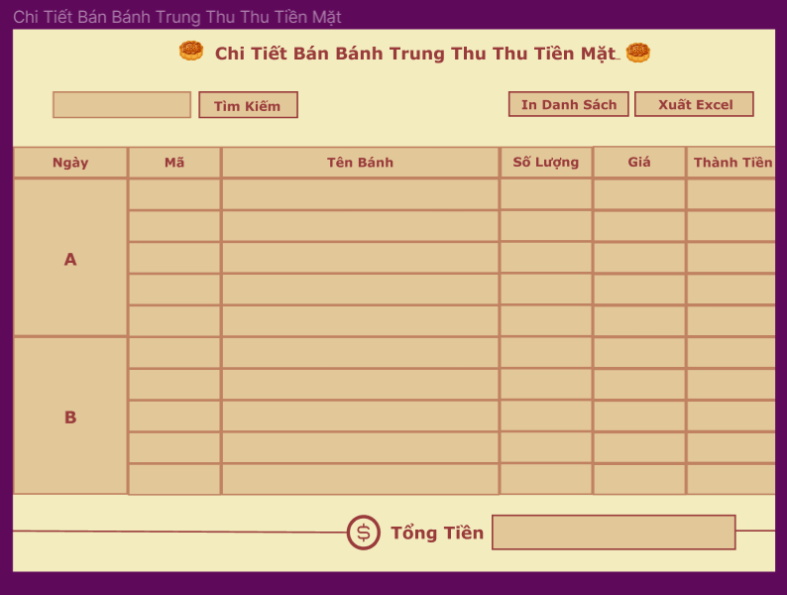 Chi Tiết Bán Bánh Trung Thu Thu Tiền Mặt
Chi Tiết Bán Bánh Trung Thu Thu Tiền Mặt..
Tìm Kiếm
In Danh Sách
Xuất Excel
Ngày Mã Tên Bánh Số Lượng Giá Thành Tiền
A
B
$ Tổng Tiền